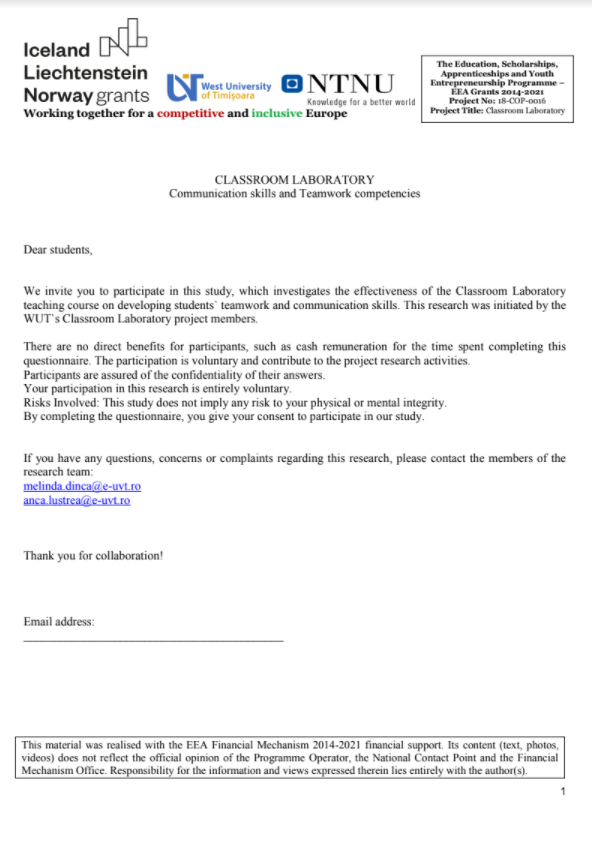 Iceland
Liechtenstein
Norway grants
Working together for a competitive and inclusive Europe
West University
of Timișoara
NTNU
Knowledge for a better world
The Education, Scholarships,
Apprenticeships and Youth
Entrepreneurship Programme –
EEA Grants 2014-2021
Project No: 18-COP-0016
Project Title: Classroom Laboratory
CLASSROOM LABORATORY
Communication skills and Teamwork competencies
Dear students,
We invite you to participate in this study, which investigates the effectiveness of the Classroom Laboratory
teaching course on developing students` teamwork and communication skills. This research was initiated by the
WUT`s Classroom Laboratory project members.
There are no direct benefits for participants, such as cash remuneration for the time spent completing this
questionnaire. The participation is voluntary and contribute to the project research activities.
Participants are assured of the confidentiality of their answers.
Your participation in this research is entirely voluntary.
Risks Involved: This study does not imply any risk to your physical or mental integrity.
By completing the questionnaire, you give your consent to participate in our study.
If you have any questions, concerns or complaints regarding this research, please contact the members of the
research team:
melinda.dinca@e-uvt.ro
anca.lustrea@e-uvt.ro
Thank you for collaboration!
Email address:
This material was realised with the EEA Financial Mechanism 2014-2021 financial support. Its content (text, photos,
videos) does not reflect the official opinion of the Programme Operator, the National Contact Point and the Financial
Mechanism Office. Responsibility for the information and views expressed therein lies entirely with the author(s).
1